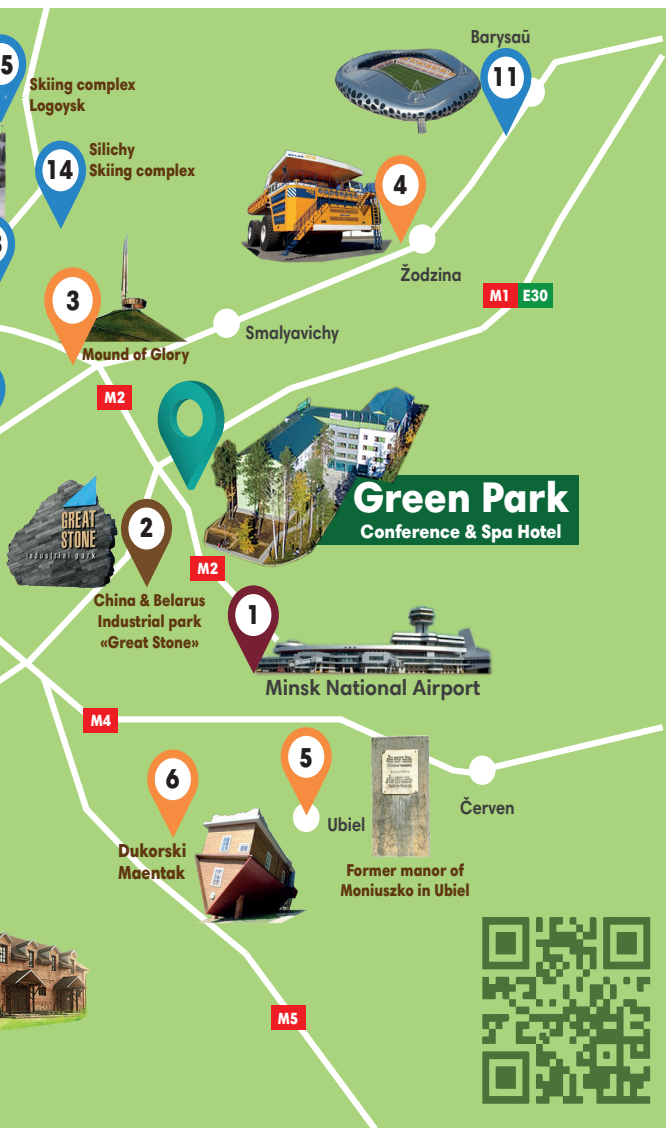 Barysaŭ
11
5
Skiing complex
Logoysk
14
Silichy
Skiing complex
4
Žodzina
M1 E30
3
Smalyavichy
Mound of Glory
M2
Green Park
Conference & Spa Hotel
GREAT
STONE
industrial park
2
M2
China & Belarus
Industrial park
«Great Stone»
1
Minsk National Airport
M4
5
6
Ubiel
Červen
Dukorski
Maentak
Former manor of
Moniuszko in Ubiel
M5